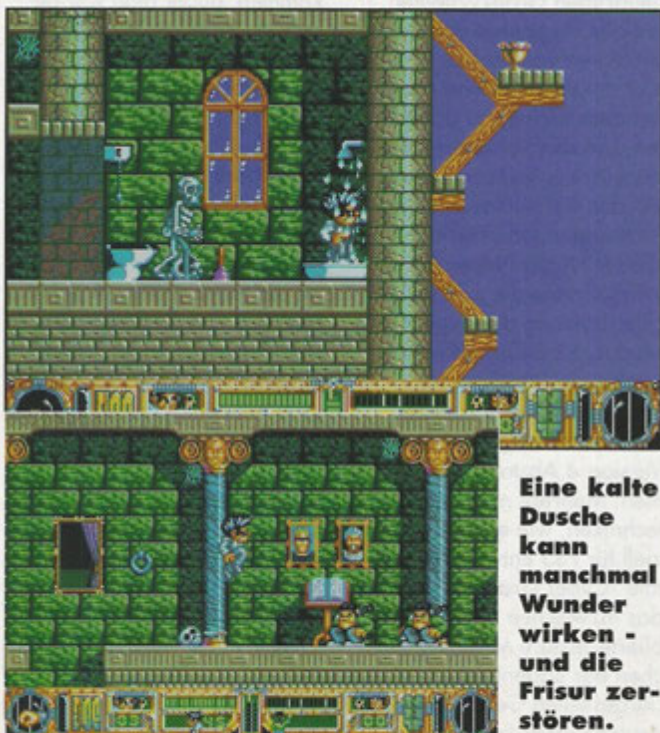 Eine kalte
Dusche
kann
manchmal
Wunder
wirken -
und die
Frisur zer-
stören.